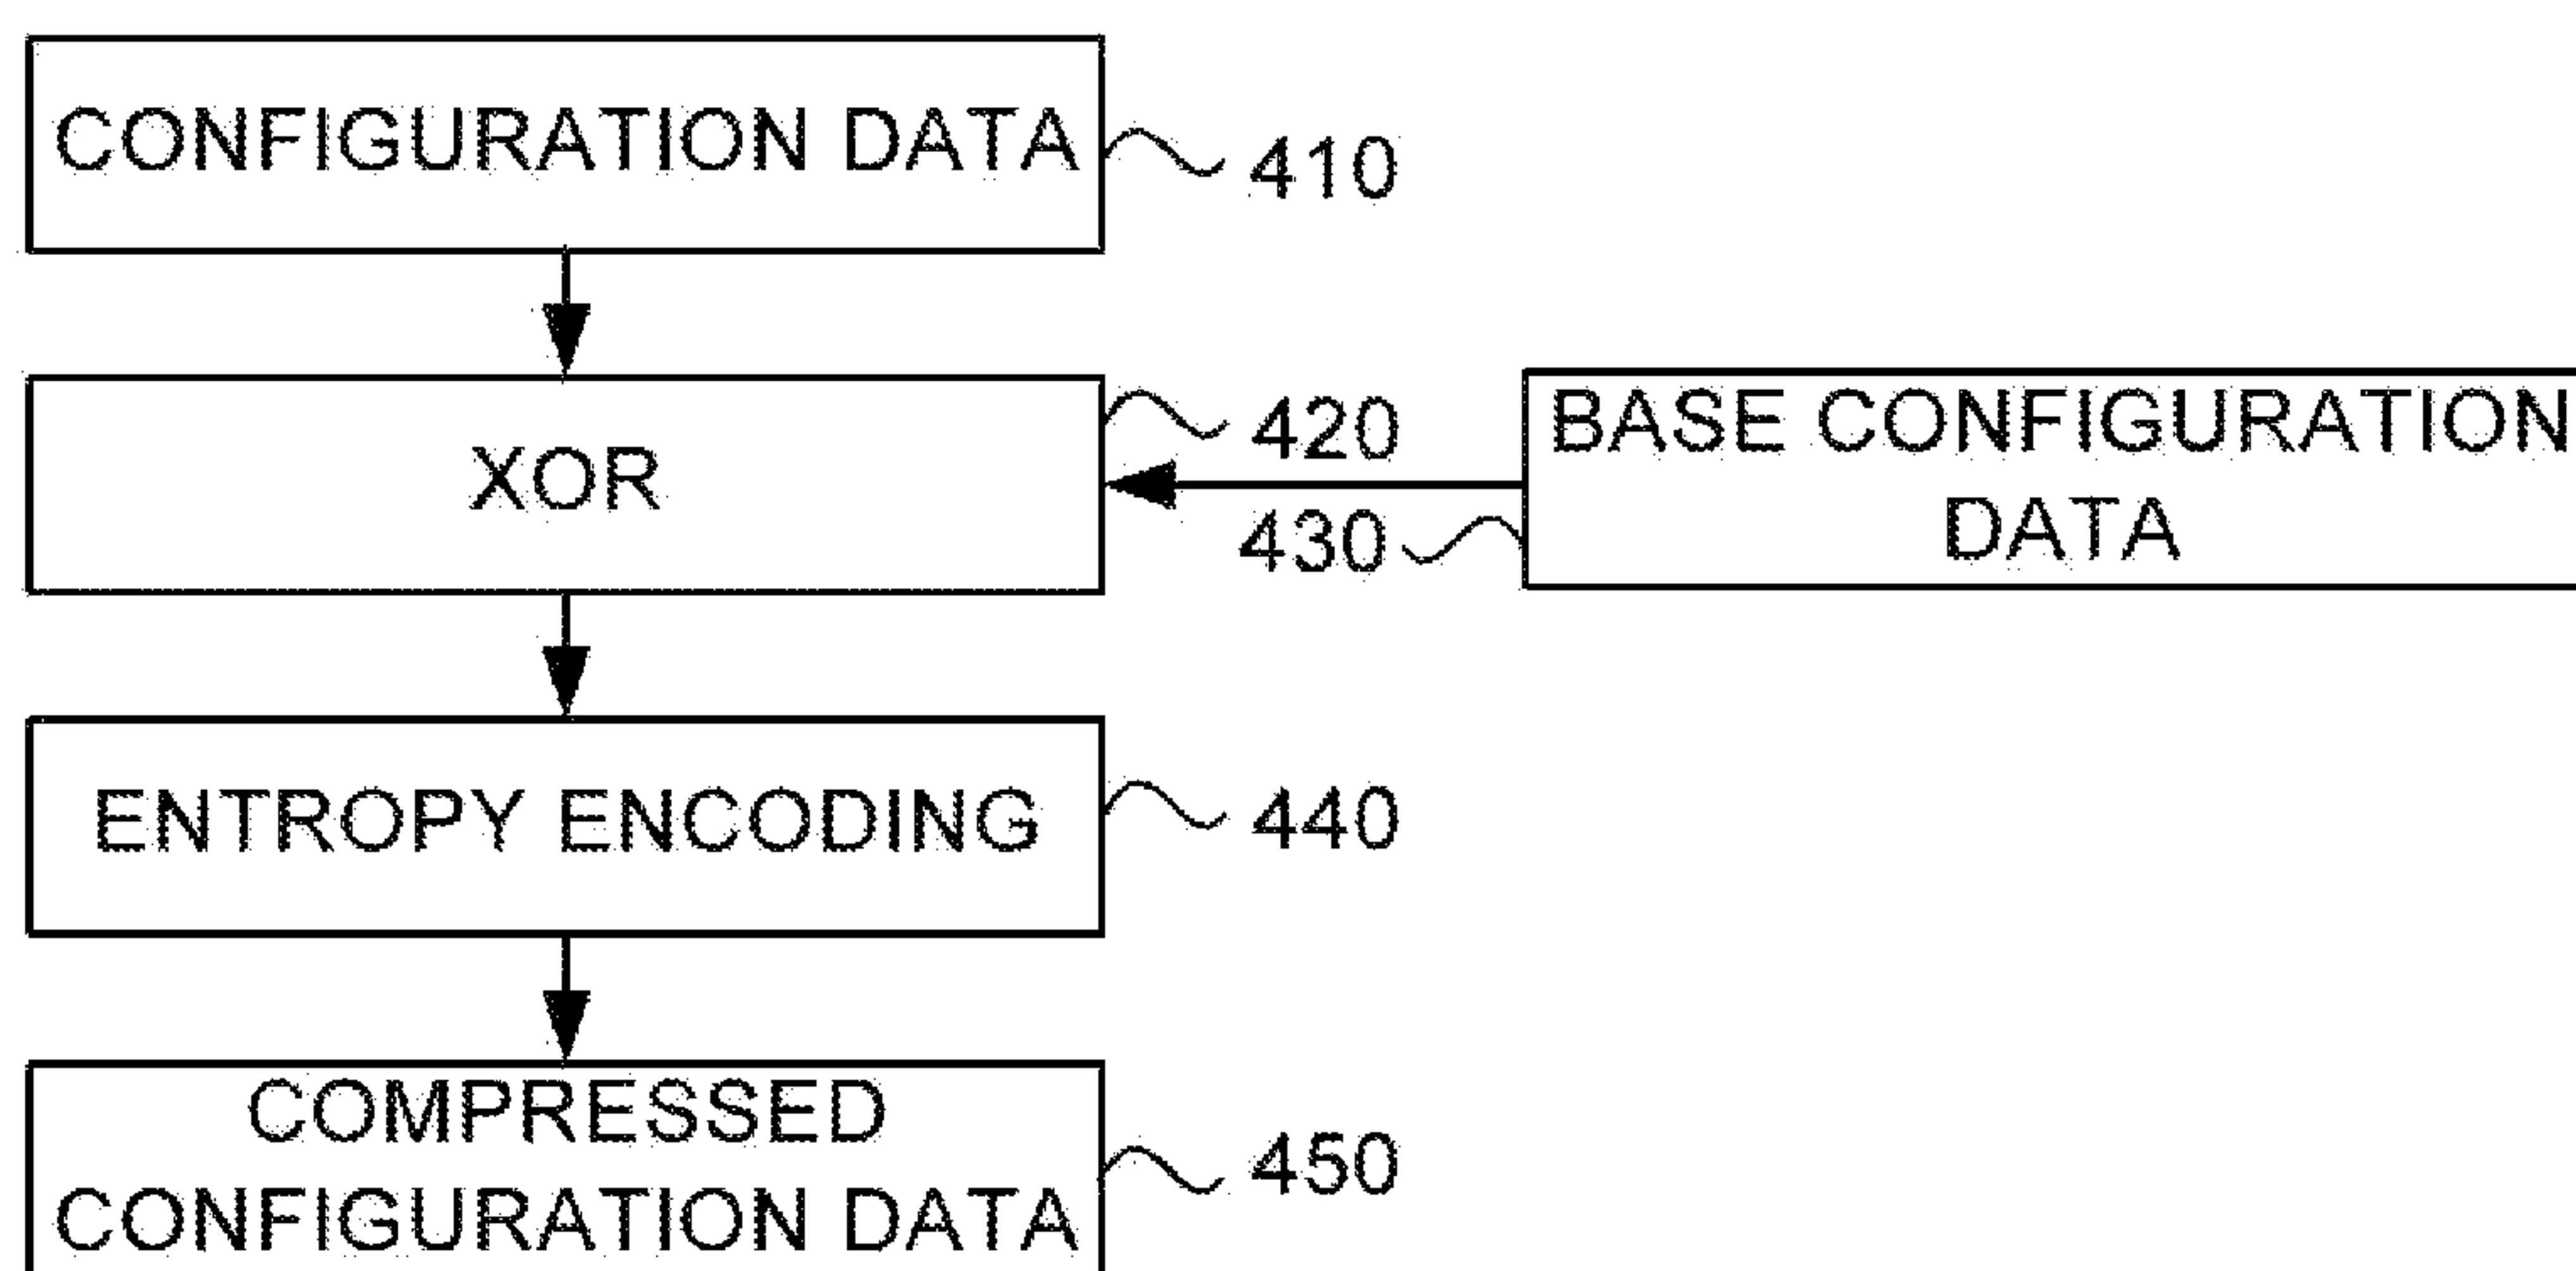 CONFIGURATION DATA
410
XOR
420
430
BASE CONFIGURATION
DATA
ENTROPY ENCODING
440
COMPRESSED
CONFIGURATION DATA
450